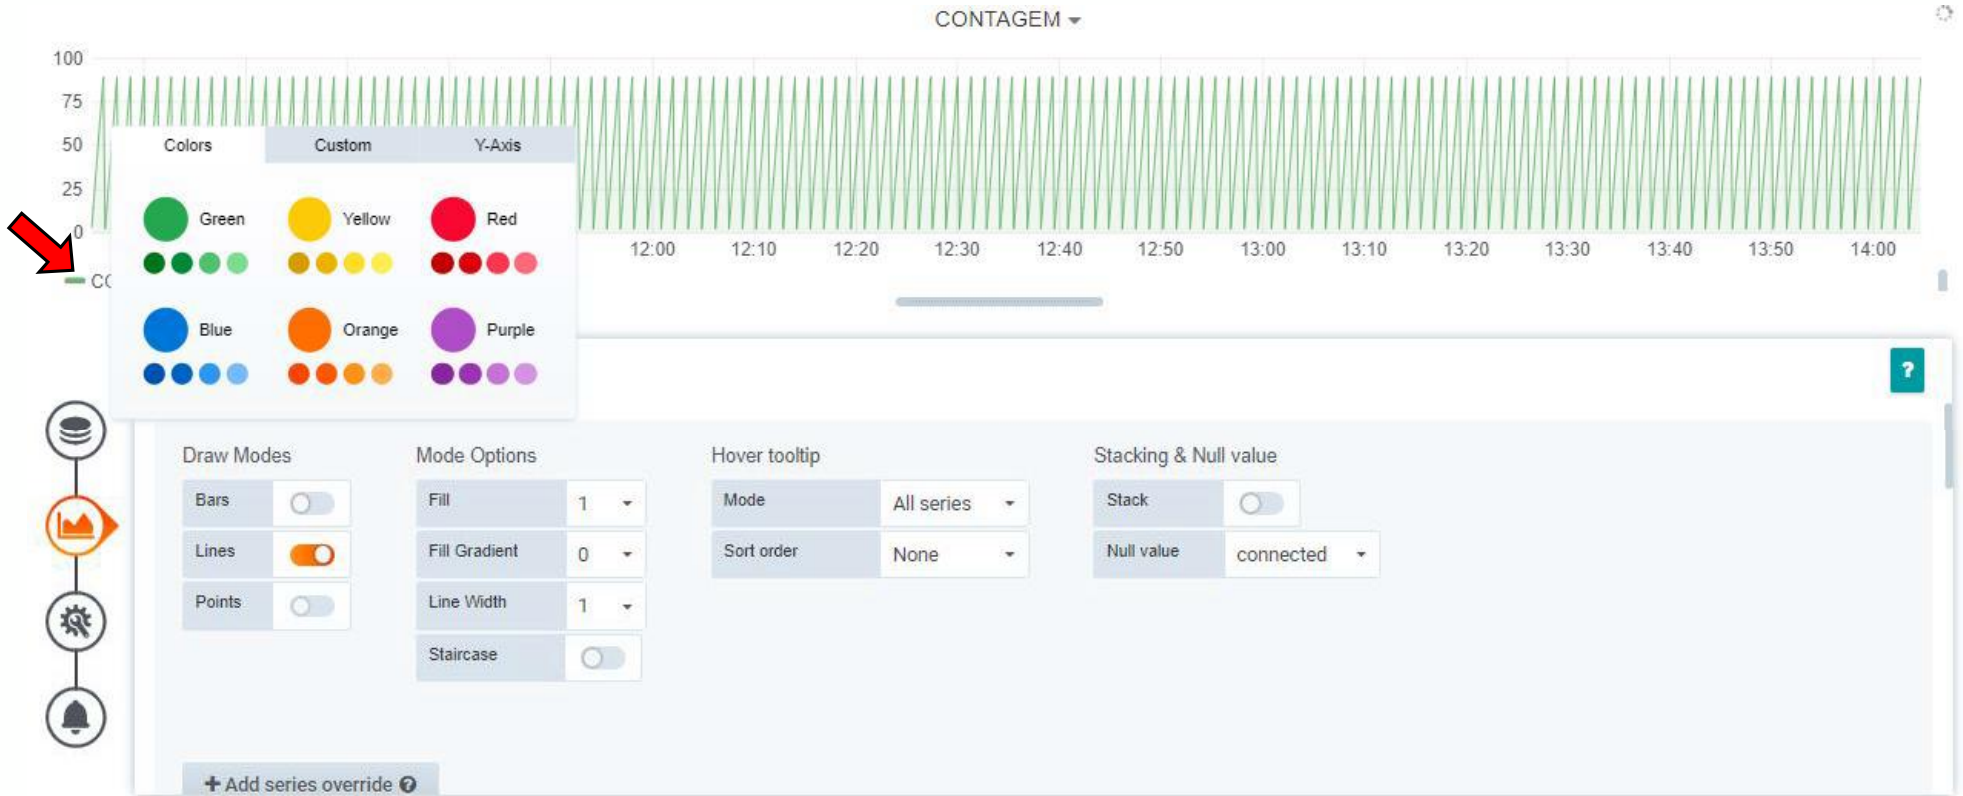 CONTAGEM
100
75
50
25
0
Colors Custom Y-Axis
Green Yellow Red
Blue Orange Purple
12:00 12:10 12:20 12:30 12:40 12:50 13:00 13:10 13:20 13:30 13:40 13:50 14:00
?
Draw Modes
Bars
Lines
Points
Mode Options
Fill 1
Fill Gradient 0
Line Width 1
Staircase
Hover tooltip
Mode All series
Sort order None
Stacking & Null value
Stack
Null value connected
+ Add series override ?